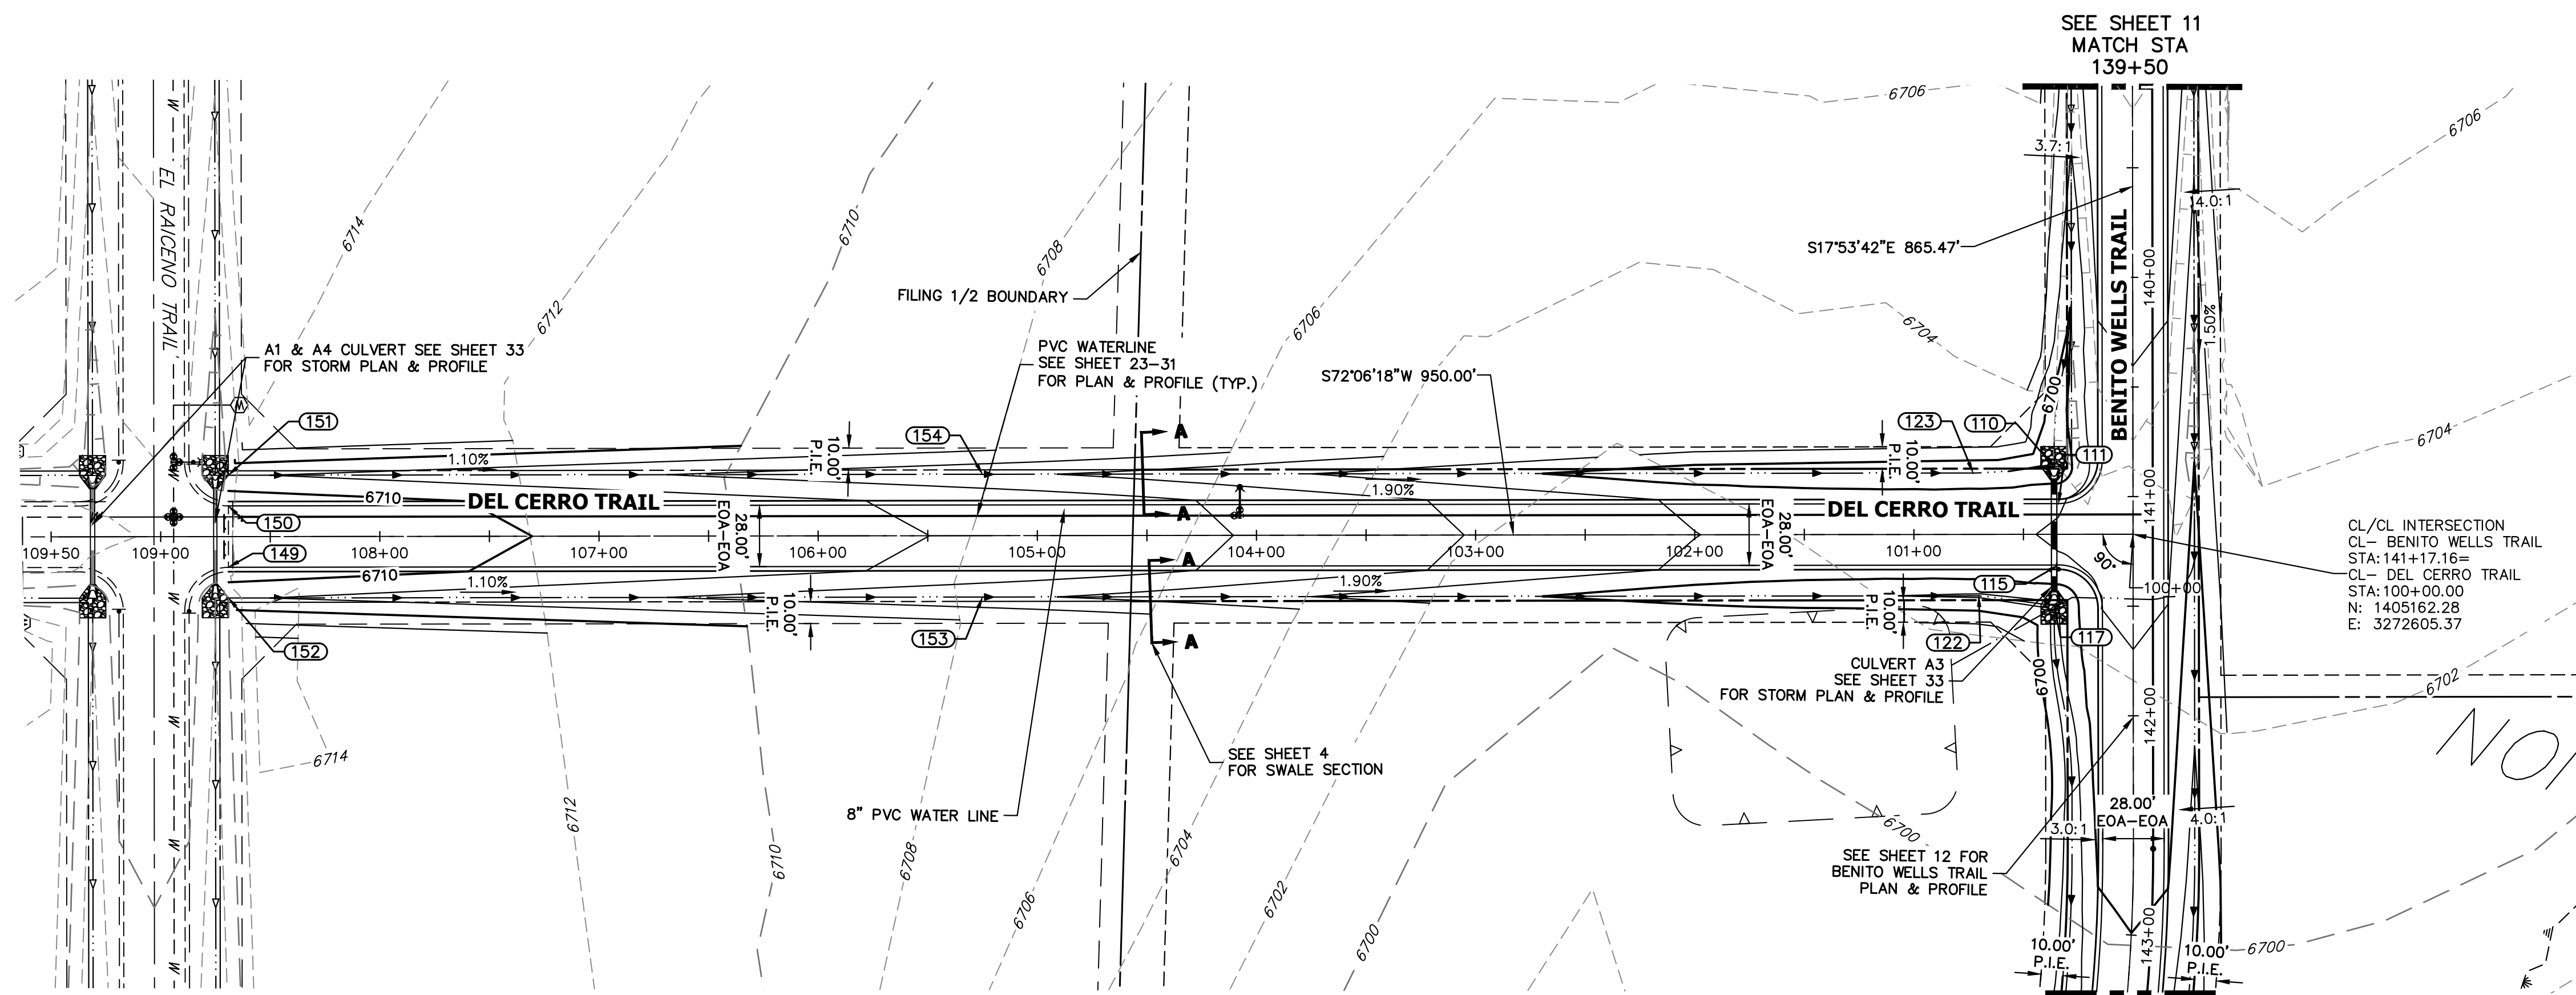 SEE SHEET 11
MATCH STA
139+50
6706
6706
3.7:1
4.0:1
EL RAICENO TRAIL
W
6714
6710
6708
BENITO WELLS TRAIL
S17°53'42"E 865.47'
140+00
FILING 1/2 BOUNDARY
6712
6706
6704
1.50%
A1 & A4 CULVERT SEE SHEET 33
FOR STORM PLAN & PROFILE
PVC WATERLINE
SEE SHEET 23-31
FOR PLAN & PROFILE (TYP.)
S72°06'18"W 950.00'
6700
M
151
154
A
123
110
6704
10.00'
P.I.E.
10.00'
P.I.E.
111
1.10%
1.90%
6710
DEL CERRO TRAIL
28.00'
EOA-EOA
A
28.00'
EOA-EOA
DEL CERRO TRAIL
141+00
150
109+50
109+00
108+00
107+00
106+00
105+00
104+00
103+00
102+00
101+00
CL/CL INTERSECTION
CL- BENITO WELLS TRAIL
STA:141+17.16=
CL- DEL CERRO TRAIL
STA:100+00.00
N: 1405162.28
E: 3272605.37
149
A
90°
6710
1.10%
1.90%
115
100+00
10.00'
P.I.E.
10.00'
P.I.E.
152
153
A
122
117
CULVERT A3
SEE SHEET 33
FOR STORM PLAN & PROFILE
6700
6702
W
142+00
6714
SEE SHEET 4
FOR SWALE SECTION
8" PVC WATER LINE
6712
6710
6708
6706
6704
6702
6700
6700
28.00'
EOA-EOA
3.0:1
4.0:1
SEE SHEET 12 FOR
BENITO WELLS TRAIL
PLAN & PROFILE
143+00
W
W
10.00'
P.I.E.
10.00'
P.I.E.
6700